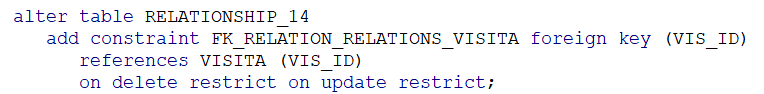 alter table RELATIONSHIP_14
add constraint FK_RELATION_RELATIONS_VISITA foreign key (VIS_ID)
references VISITA (VIS_ID)
on delete restrict on update restrict;